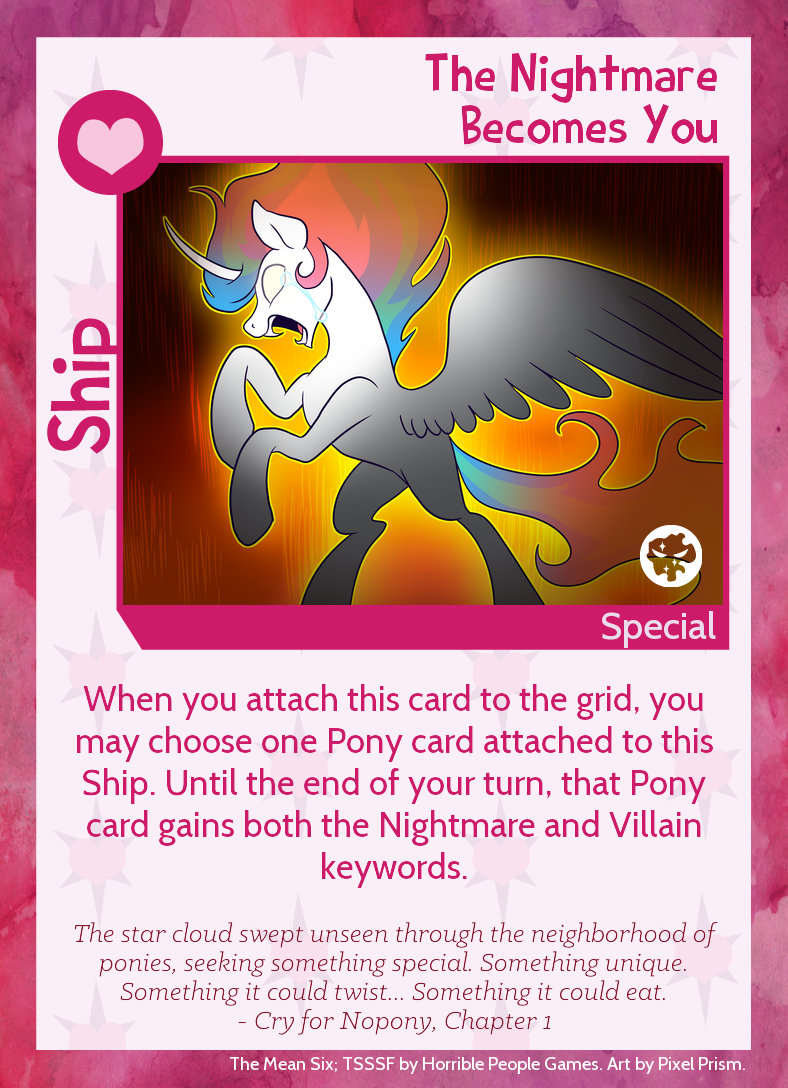 The Nightmare
Becomes You
Ship
Special
When you attach this card to the grid, you
may choose one Pony card attached to this
Ship. Until the end of your turn, that Pony
card gains both the Nightmare and Villain
keywords.
The star cloud swept unseen through the neighborhood of
ponies, seeking something special. Something unique.
Something it could twist... Something it could eat.
- Cry for Nopony, Chapter 1
The Mean Six; TSSSF by Horrible People Games. Art by Pixel Prism.